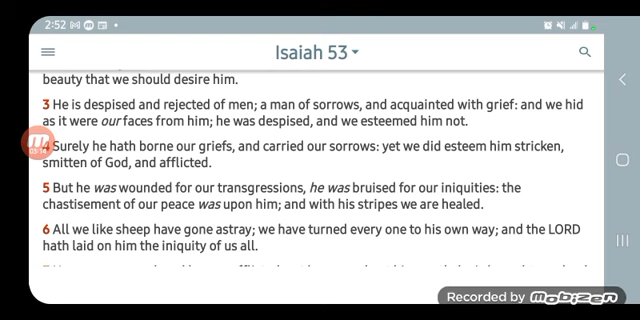 2:52
Isaiah 53
beauty that we should desire him.
3 He is despised and rejected of men; a man of sorrows, and acquainted with grief: and we hid
as it were our faces from him; he was despised, and we esteemed him not.
4 Surely he hath borne our griefs, and carried our sorrows: yet we did esteem him stricken,
smitten of God, and afflicted.
5 But he was wounded for our transgressions, he was bruised for our iniquities: the
chastisement of our peace was upon him; and with his stripes we are healed.
6 All we like sheep have gone astray; we have turned every one to his own way; and the LORD
hath laid on him the iniquity of us all.
Recorded by Mobizen